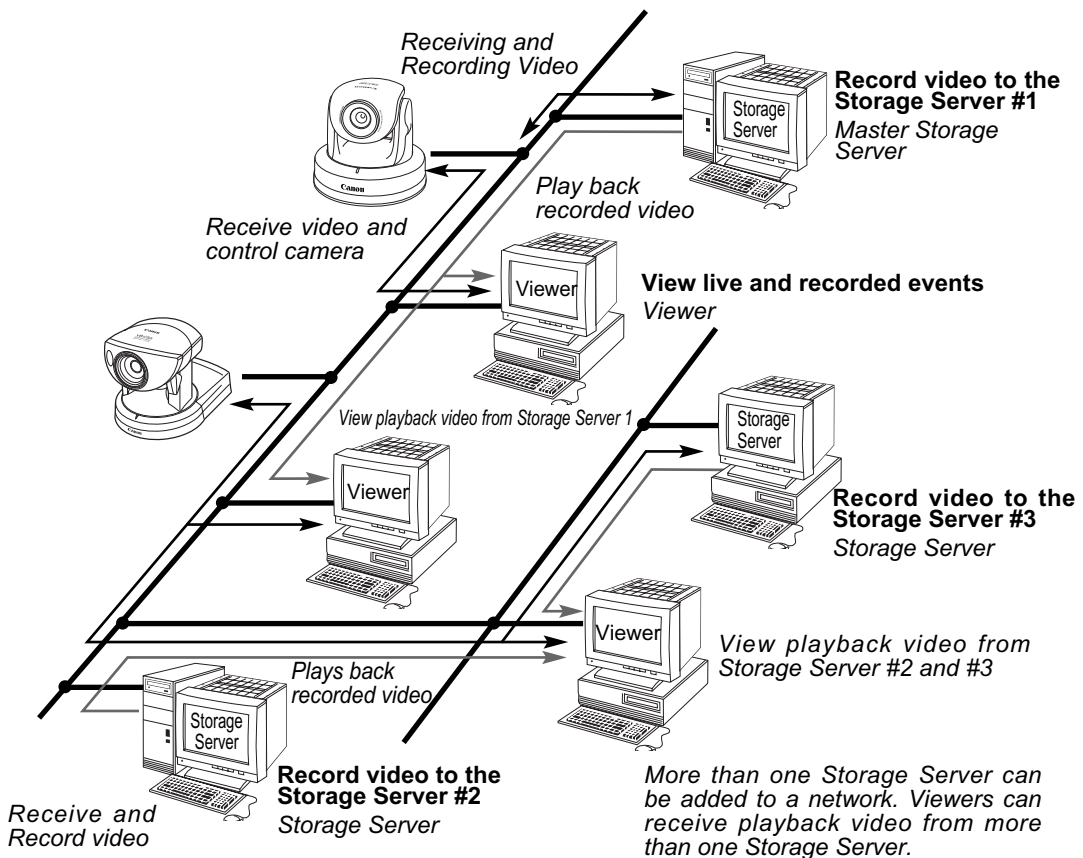 Receiving and
Recording Video
Storage
Server
Record video to the
Storage Server #1
Master Storage
Server
Canon
Play back
recorded video
Receive video and
control camera
Viewer
View live and recorded events
Viewer
Canon
View playback video from Storage Server 1
Storage
Server
Viewer
Record video to the
Storage Server #3
Storage Server
Viewer
View playback video from
Storage Server #2 and #3
Plays back
recorded video
Storage
Server
Record video to the
Storage Server #2
Storage Server
Receive and
Record video
More than one Storage Server can
be added to a network. Viewers can
receive playback video from more
than one Storage Server.